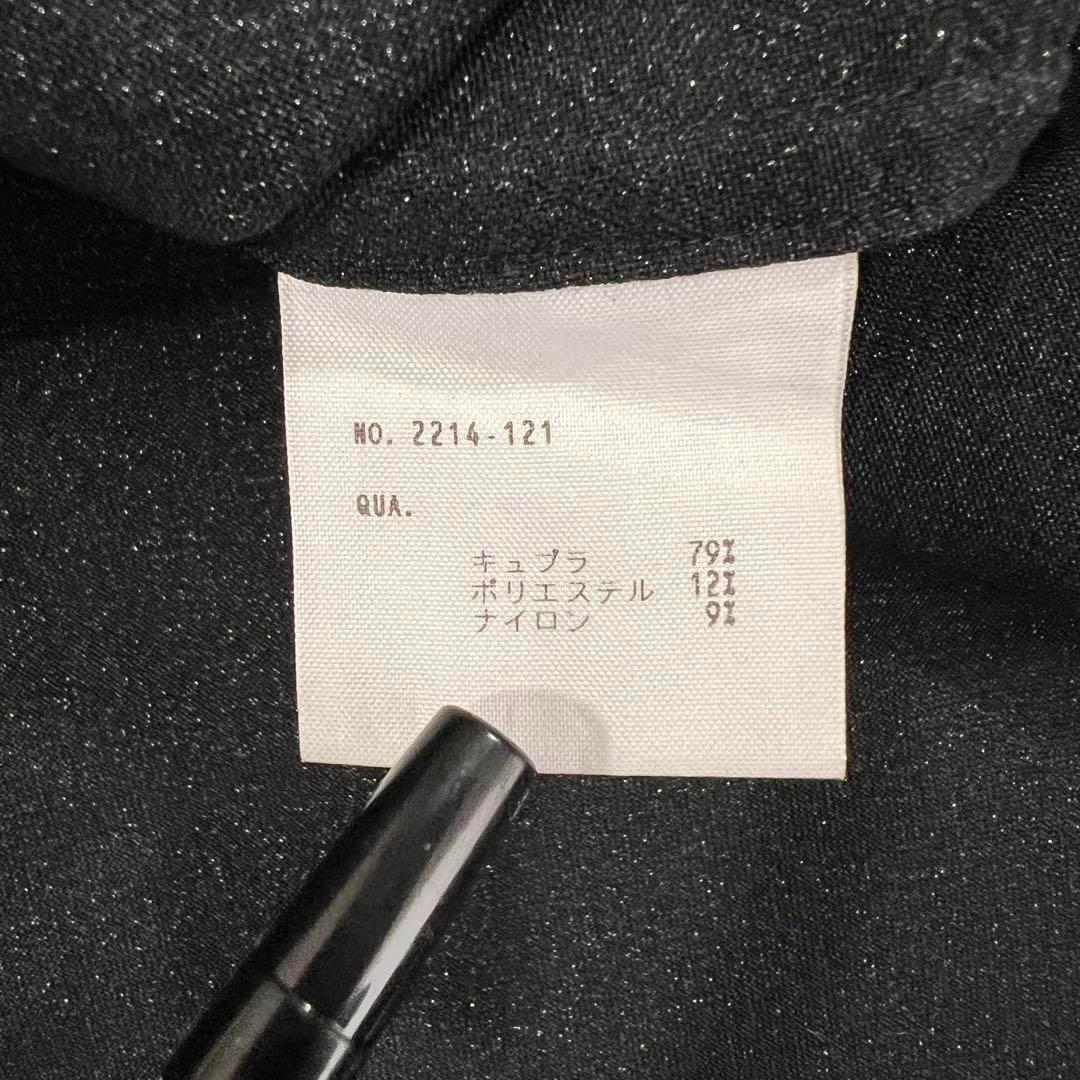 NO. 2214-121
QUA.
キュプラ 79%
ポリエステル 12%
ナイロン 9%